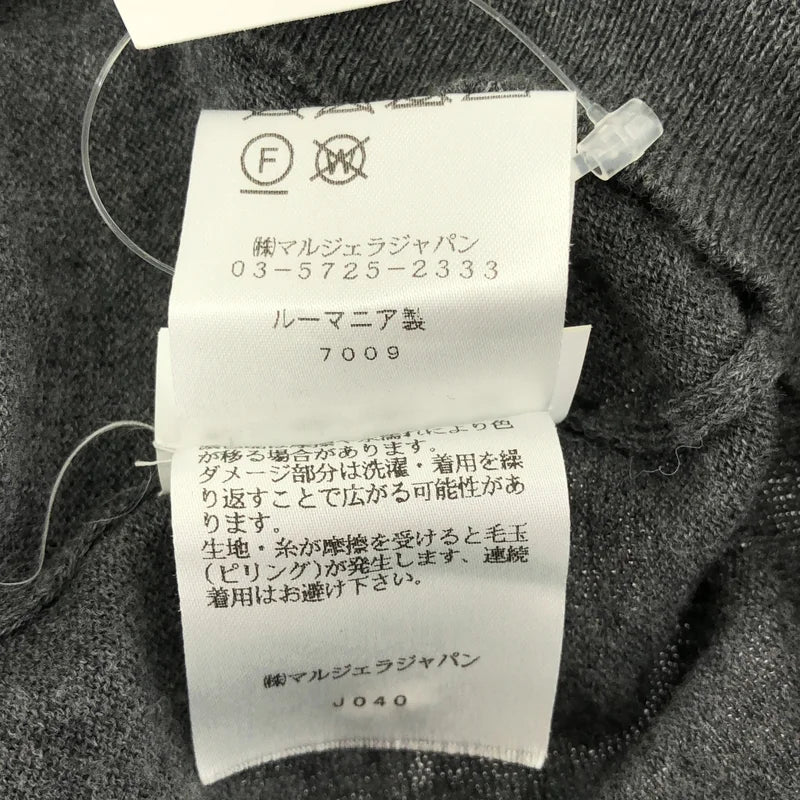 F
W
㈱マルジェラジャパン
03-5725-2333
ルーマニア製
7009
により色
が移る場合があります。
ダメージ部分は洗濯・着用を繰
り返すことで広がる可能性があ
ります。
生地・糸が摩擦を受けると毛玉
(ピリング)が発生します、連続
着用はお避け下さい。
㈱マルジェラジャパン
J040